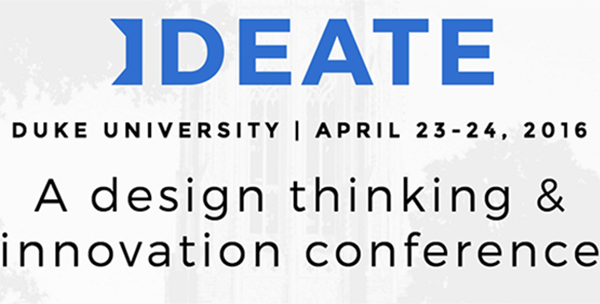 IDEATE
DUKE UNIVERSITY | APRIL 23-24, 2016
A design thinking &
innovation conference